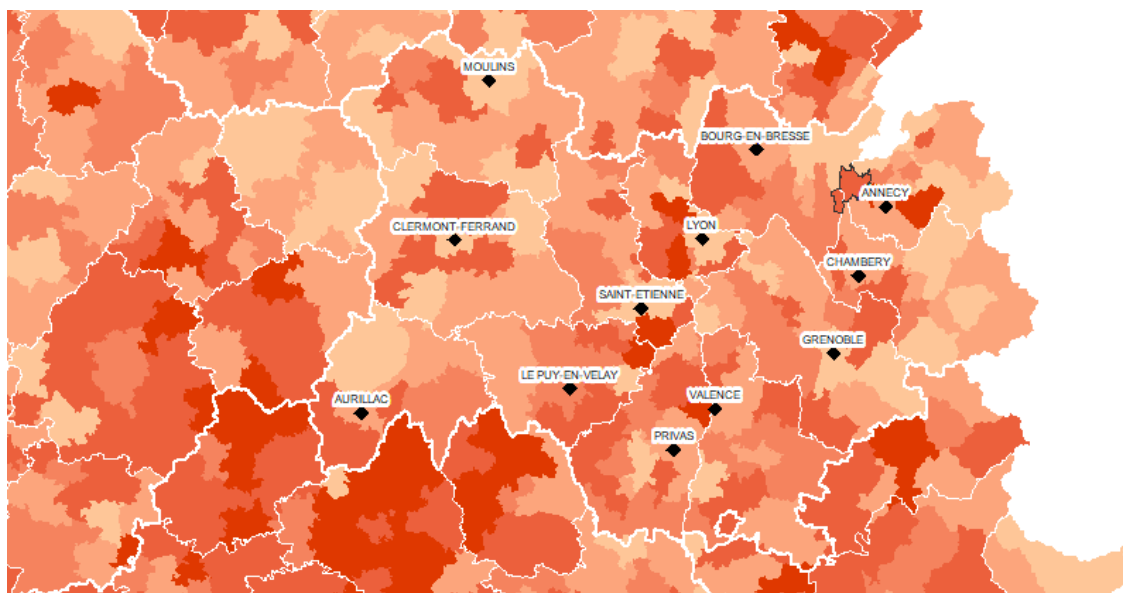 MOULINS
BOURG-EN-BRESSE
ANNECY
CLERMONT-FERRAND
LYON
CHAMBERY
SAINT-ETIENNE
GRENOBLE
LE PUY-EN-VELAY
AURILLAC
VALENCE
PRIVAS